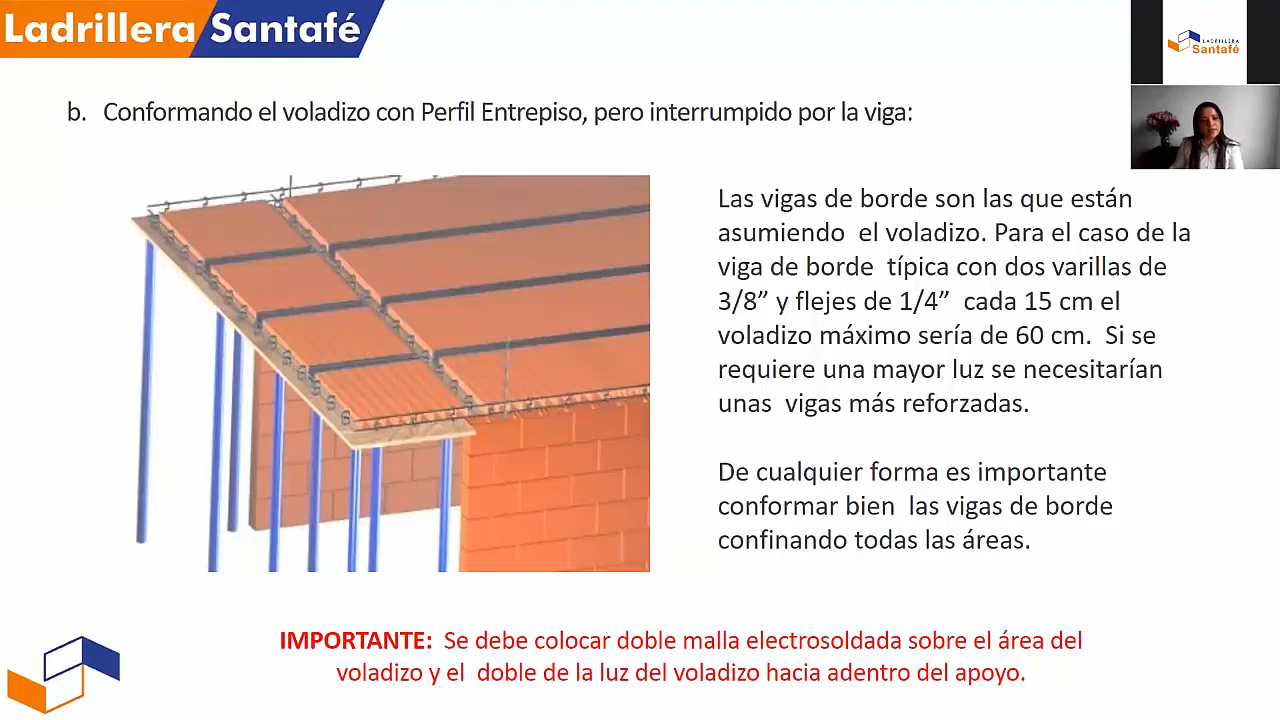 Ladrillera Santafé
LADRILLERA
Santafé
b. Conformando el voladizo con Perfil Entrepiso, pero interrumpido por la viga:
Las vigas de borde son las que están
asumiendo el voladizo. Para el caso de la
viga de borde típica con dos varillas de
3/8” y flejes de 1/4” cada 15 cm el
voladizo máximo sería de 60 cm. Si se
requiere una mayor luz se necesitarían
unas vigas más reforzadas.
De cualquier forma es importante
conformar bien las vigas de borde
confinando todas las áreas.
IMPORTANTE: Se debe colocar doble malla electrosoldada sobre el área del
voladizo y el doble de la luz del voladizo hacia adentro del apoyo.